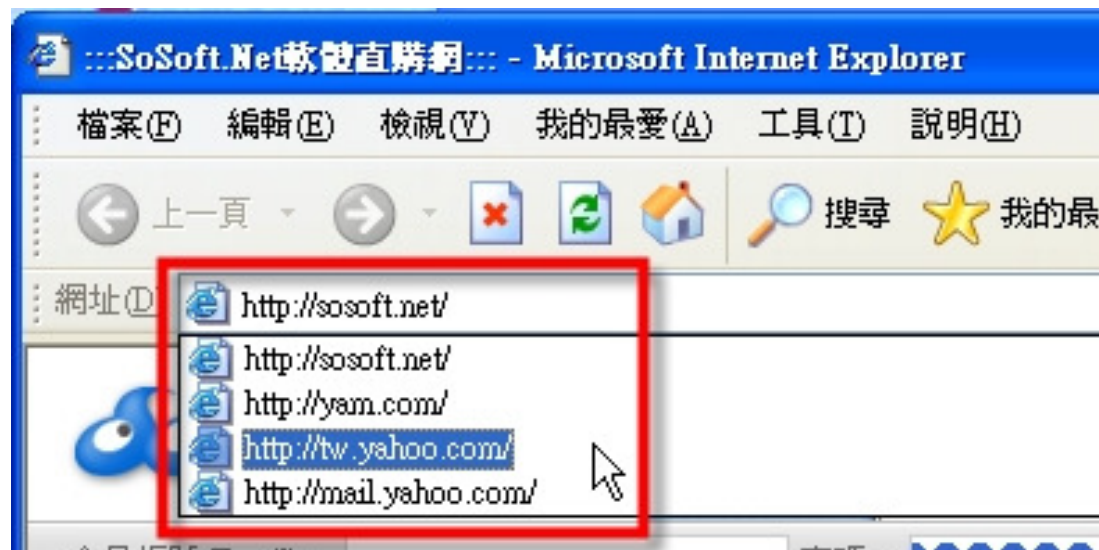 :::SoSoft.Net軟體直購網::: - Microsoft Internet Explorer
檔案(F) 編輯(E) 檢視(V) 我的最愛(A) 工具(T) 說明(H)
上一頁 搜尋 我的最
網址(D) http://sosoft.net/
http://sosoft.net/
http://yam.com/
http://tw.yahoo.com/
http://mail.yahoo.com/